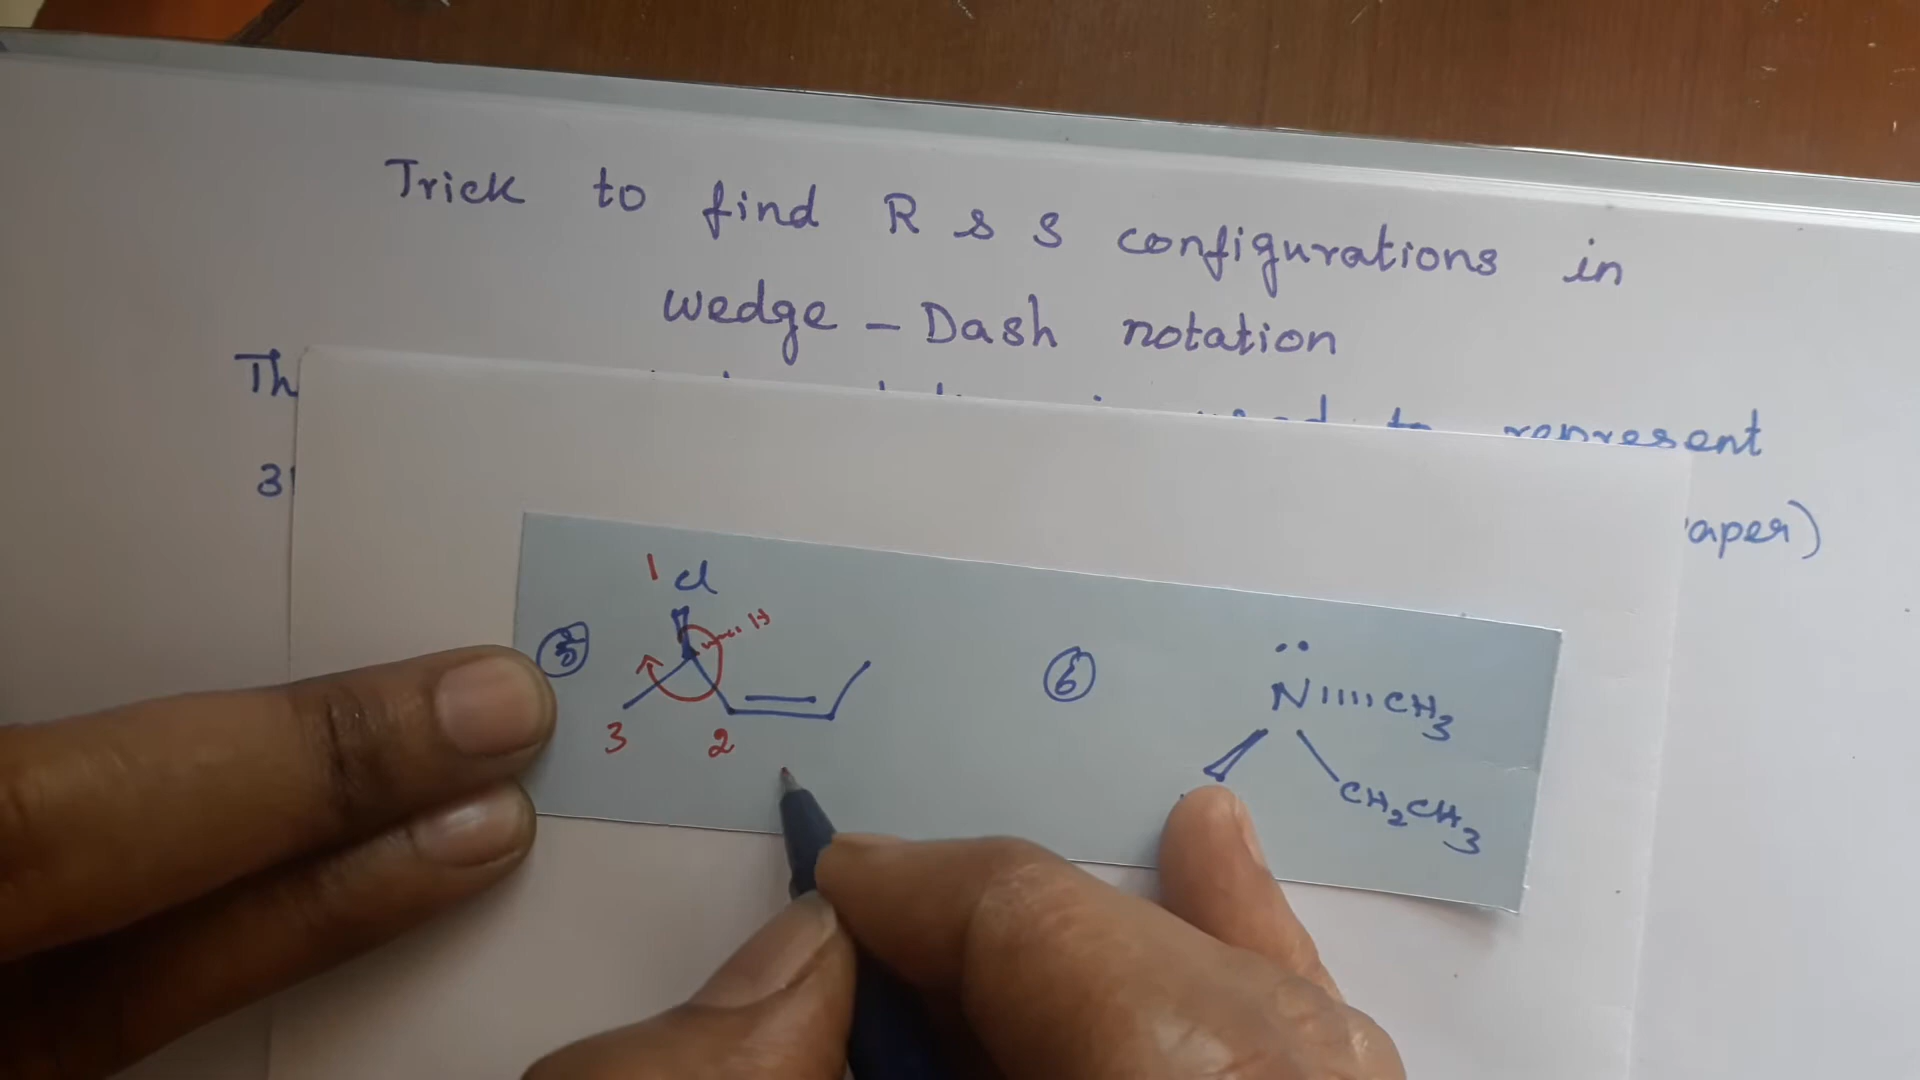 Trick to find R & S configurations in
wedge - Dash notation
Th represent
3
aper)
1 Cl
H
5
3 2
6
N CH3
CH2CH3